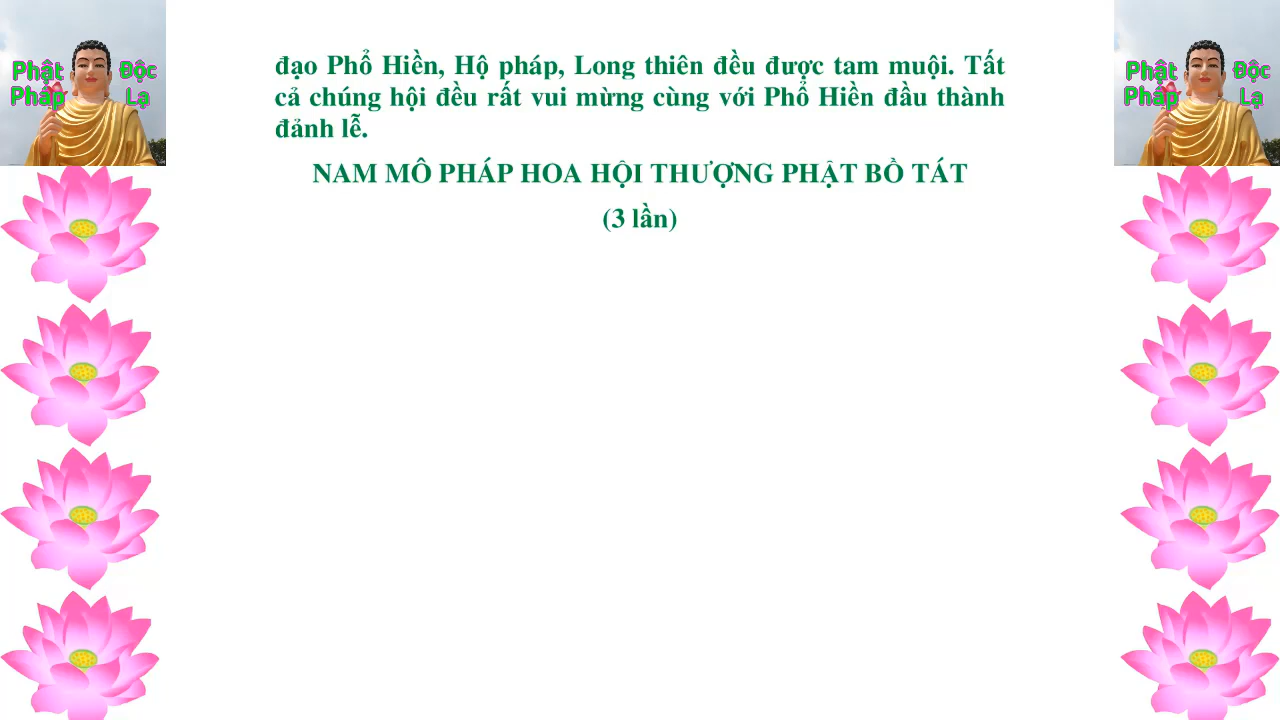 Phật Độc
Pháp Lạ
đạo Phổ Hiền, Hộ pháp, Long thiên đều được tam muội. Tất
cả chúng hội đều rất vui mừng cùng với Phổ Hiền đầu thành
đảnh lễ.
NAM MÔ PHÁP HOA HỘI THƯỢNG PHẬT BỒ TÁT
(3 lần)
Phật Độc
Pháp Lạ